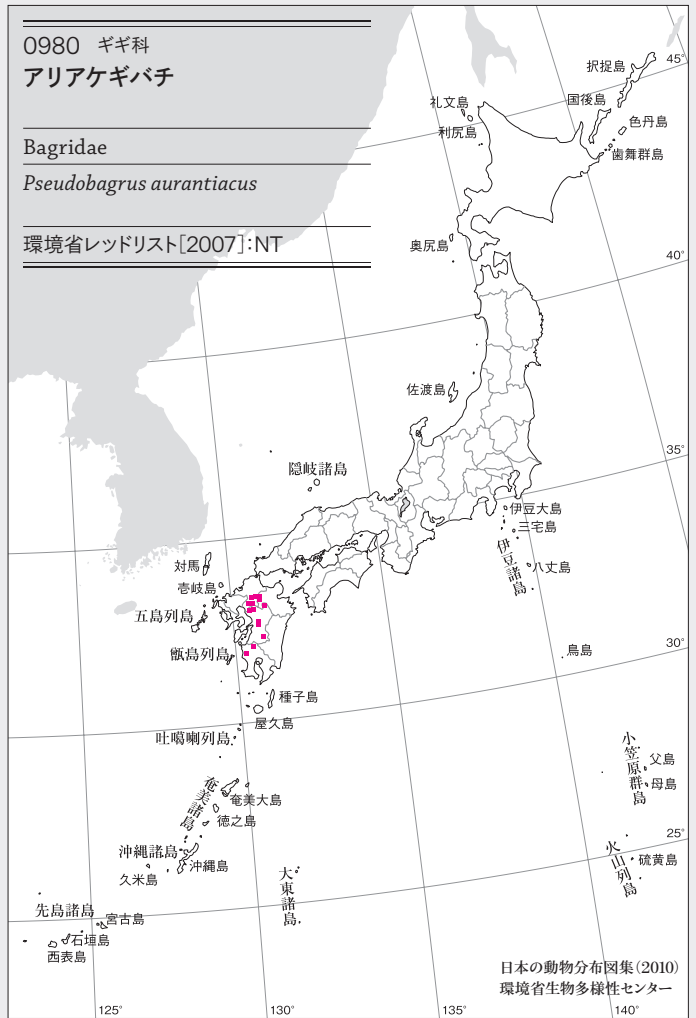 0980 ギギ科
アリアケギバチ
Bagridae
Pseudobagrus aurantiacus
環境省レッドリスト[2007]:NT
45°
択捉島
国後島
礼文島
色丹島
利尻島
歯舞群島
奥尻島
40°
佐渡島
35°
隠岐諸島
伊豆大島
三宅島
伊豆諸島
八丈島
対馬
壱岐島
五島列島
甑島列島
鳥島
30°
種子島
屋久島
吐噶喇列島
小笠原群島
父島
母島
奄美諸島
奄美大島
徳之島
25°
沖縄諸島
沖縄島
久米島
火山列島
硫黄島
大東諸島
先島諸島
宮古島
石垣島
西表島
日本の動物分布図集(2010)
環境省生物多様性センター
125°
130°
135°
140°